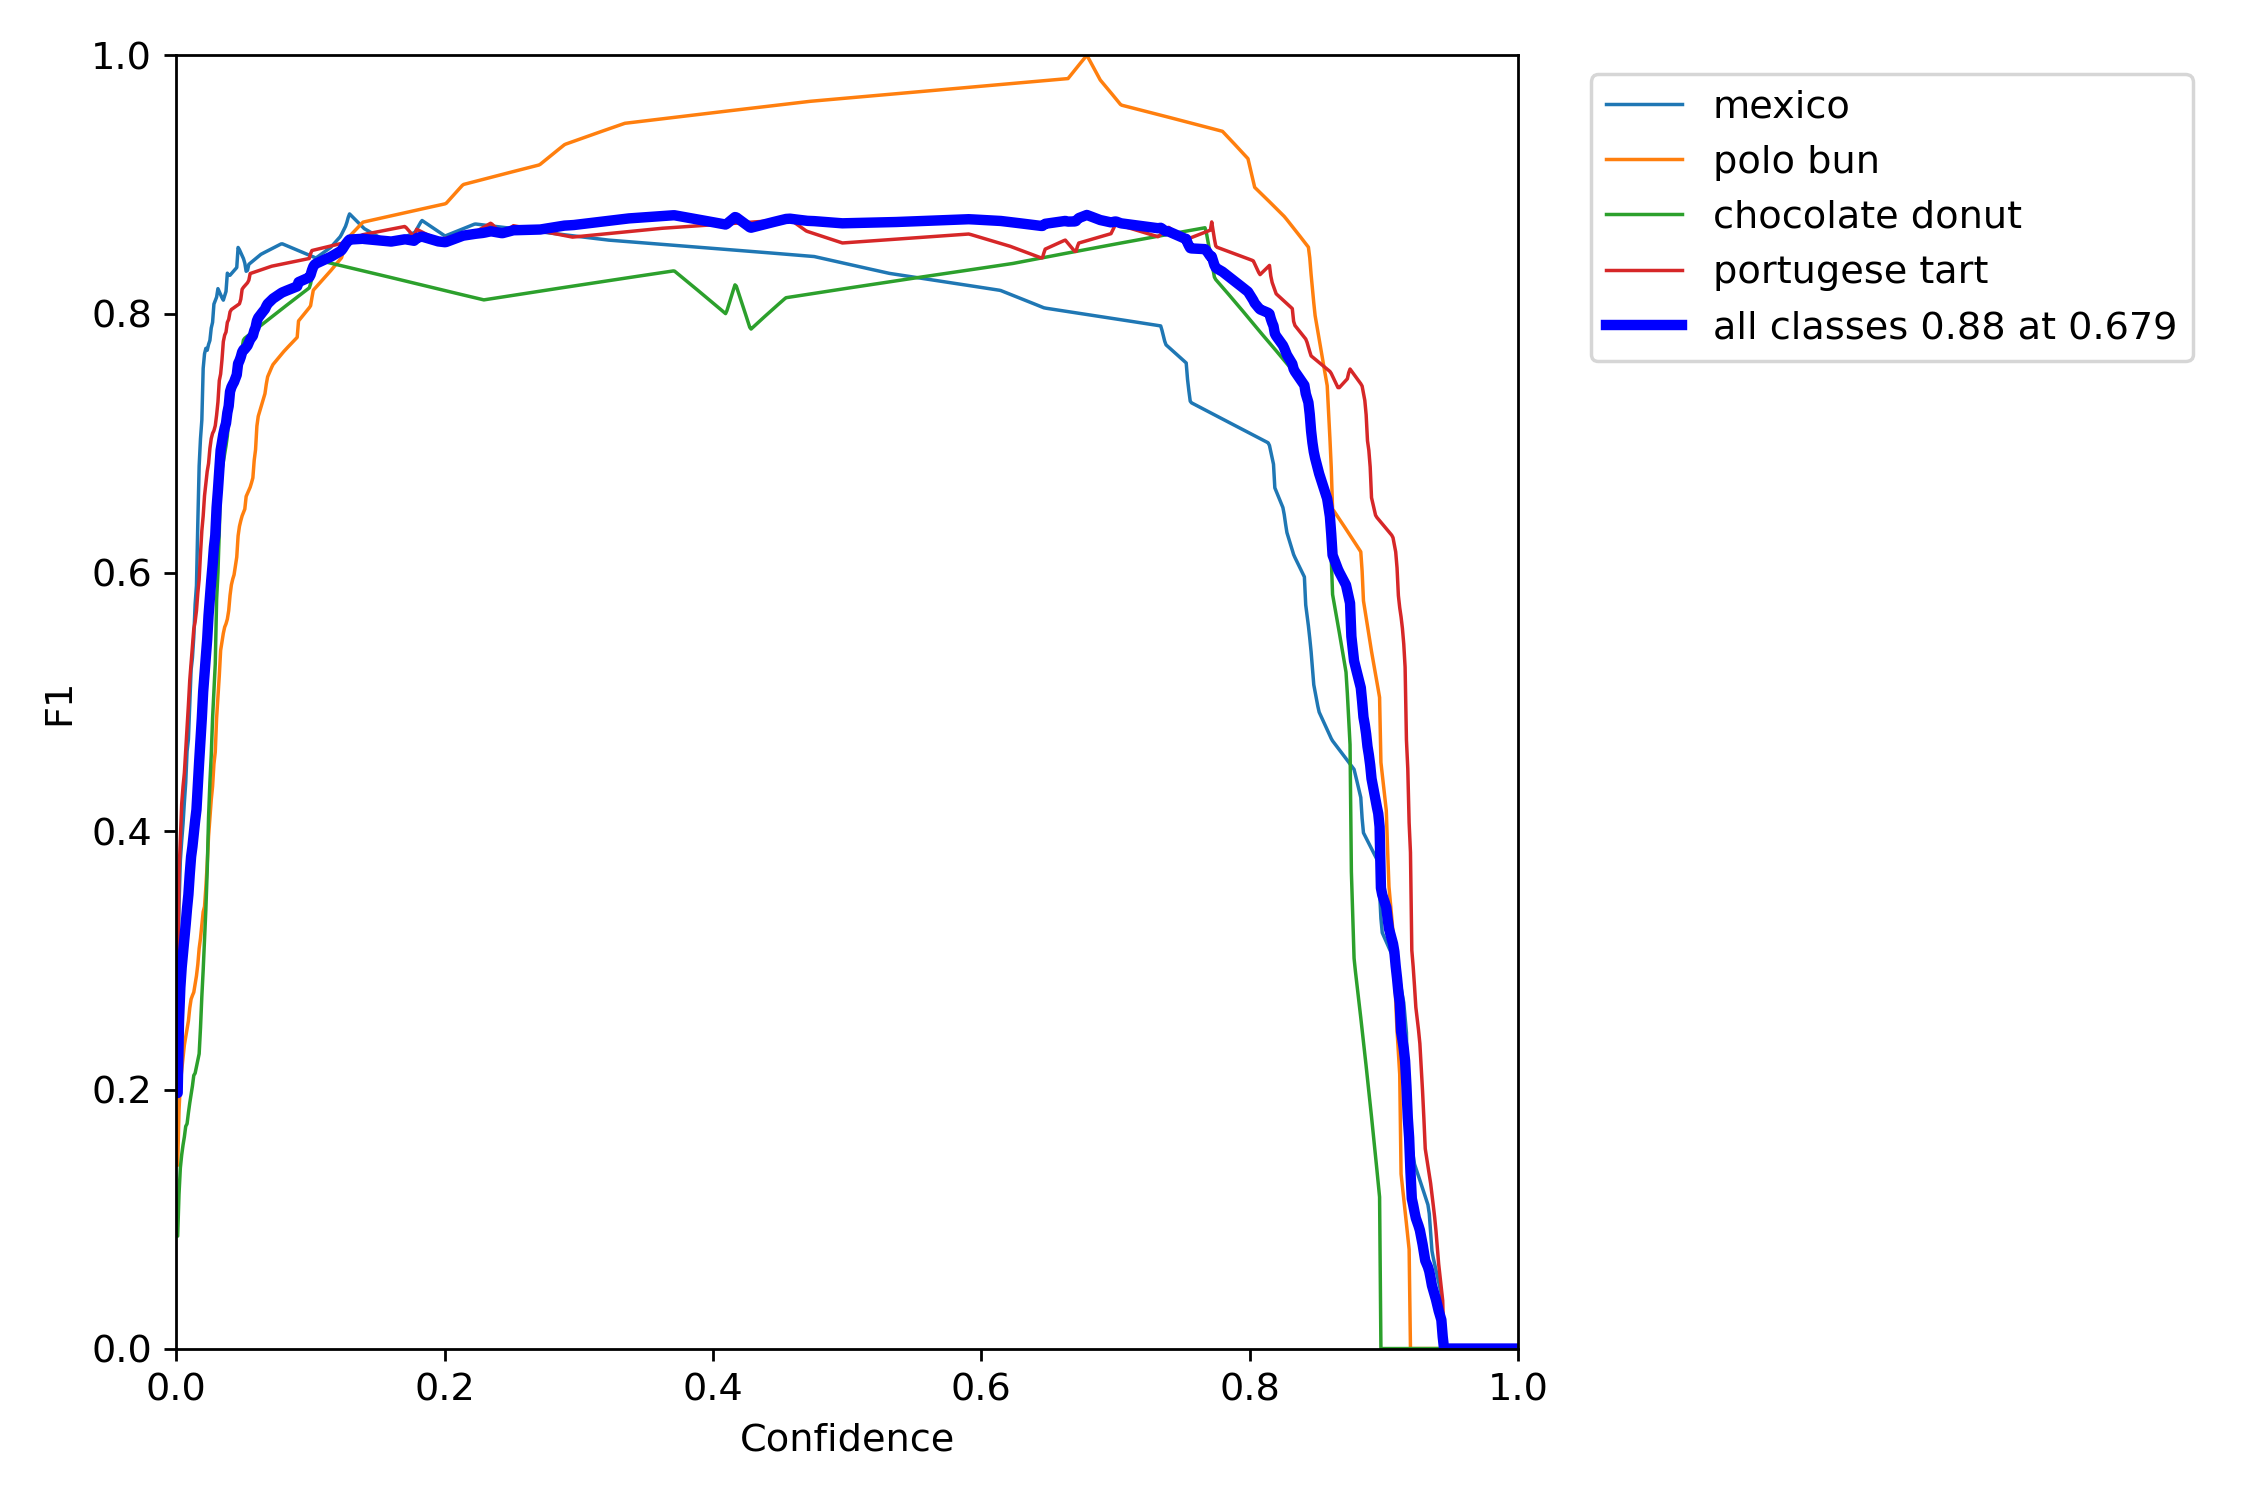 1.0
0.8
0.6
0.4
0.2
0.0
F1
0.0 0.2 0.4 0.6 0.8 1.0
Confidence
mexico
polo bun
chocolate donut
portugese tart
all classes 0.88 at 0.679